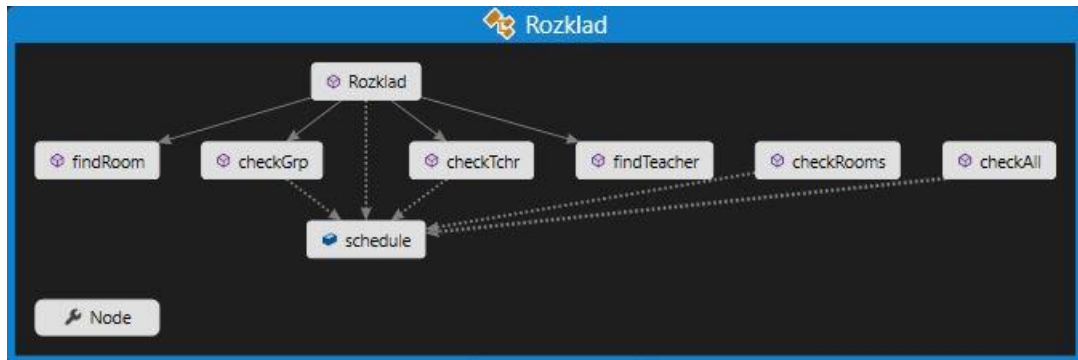 Rozklad
Rozklad
findRoom checkGrp checkTchr findTeacher checkRooms checkAll
schedule
Node